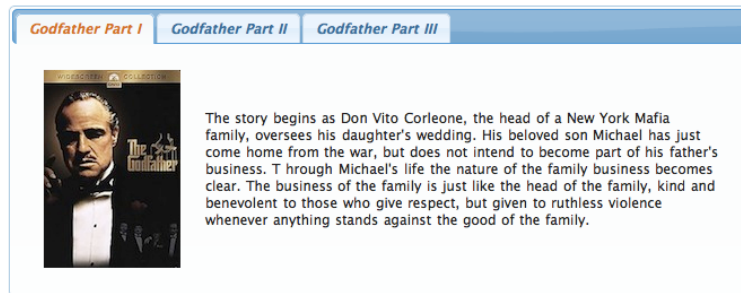 Godfather Part I
Godfather Part II
Godfather Part III
WIDESCREEN COLLECTION
The
Godfather
The story begins as Don Vito Corleone, the head of a New York Mafia
family, oversees his daughter's wedding. His beloved son Michael has just
come home from the war, but does not intend to become part of his father's
business. T hrough Michael's life the nature of the family business becomes
clear. The business of the family is just like the head of the family, kind and
benevolent to those who give respect, but given to ruthless violence
whenever anything stands against the good of the family.